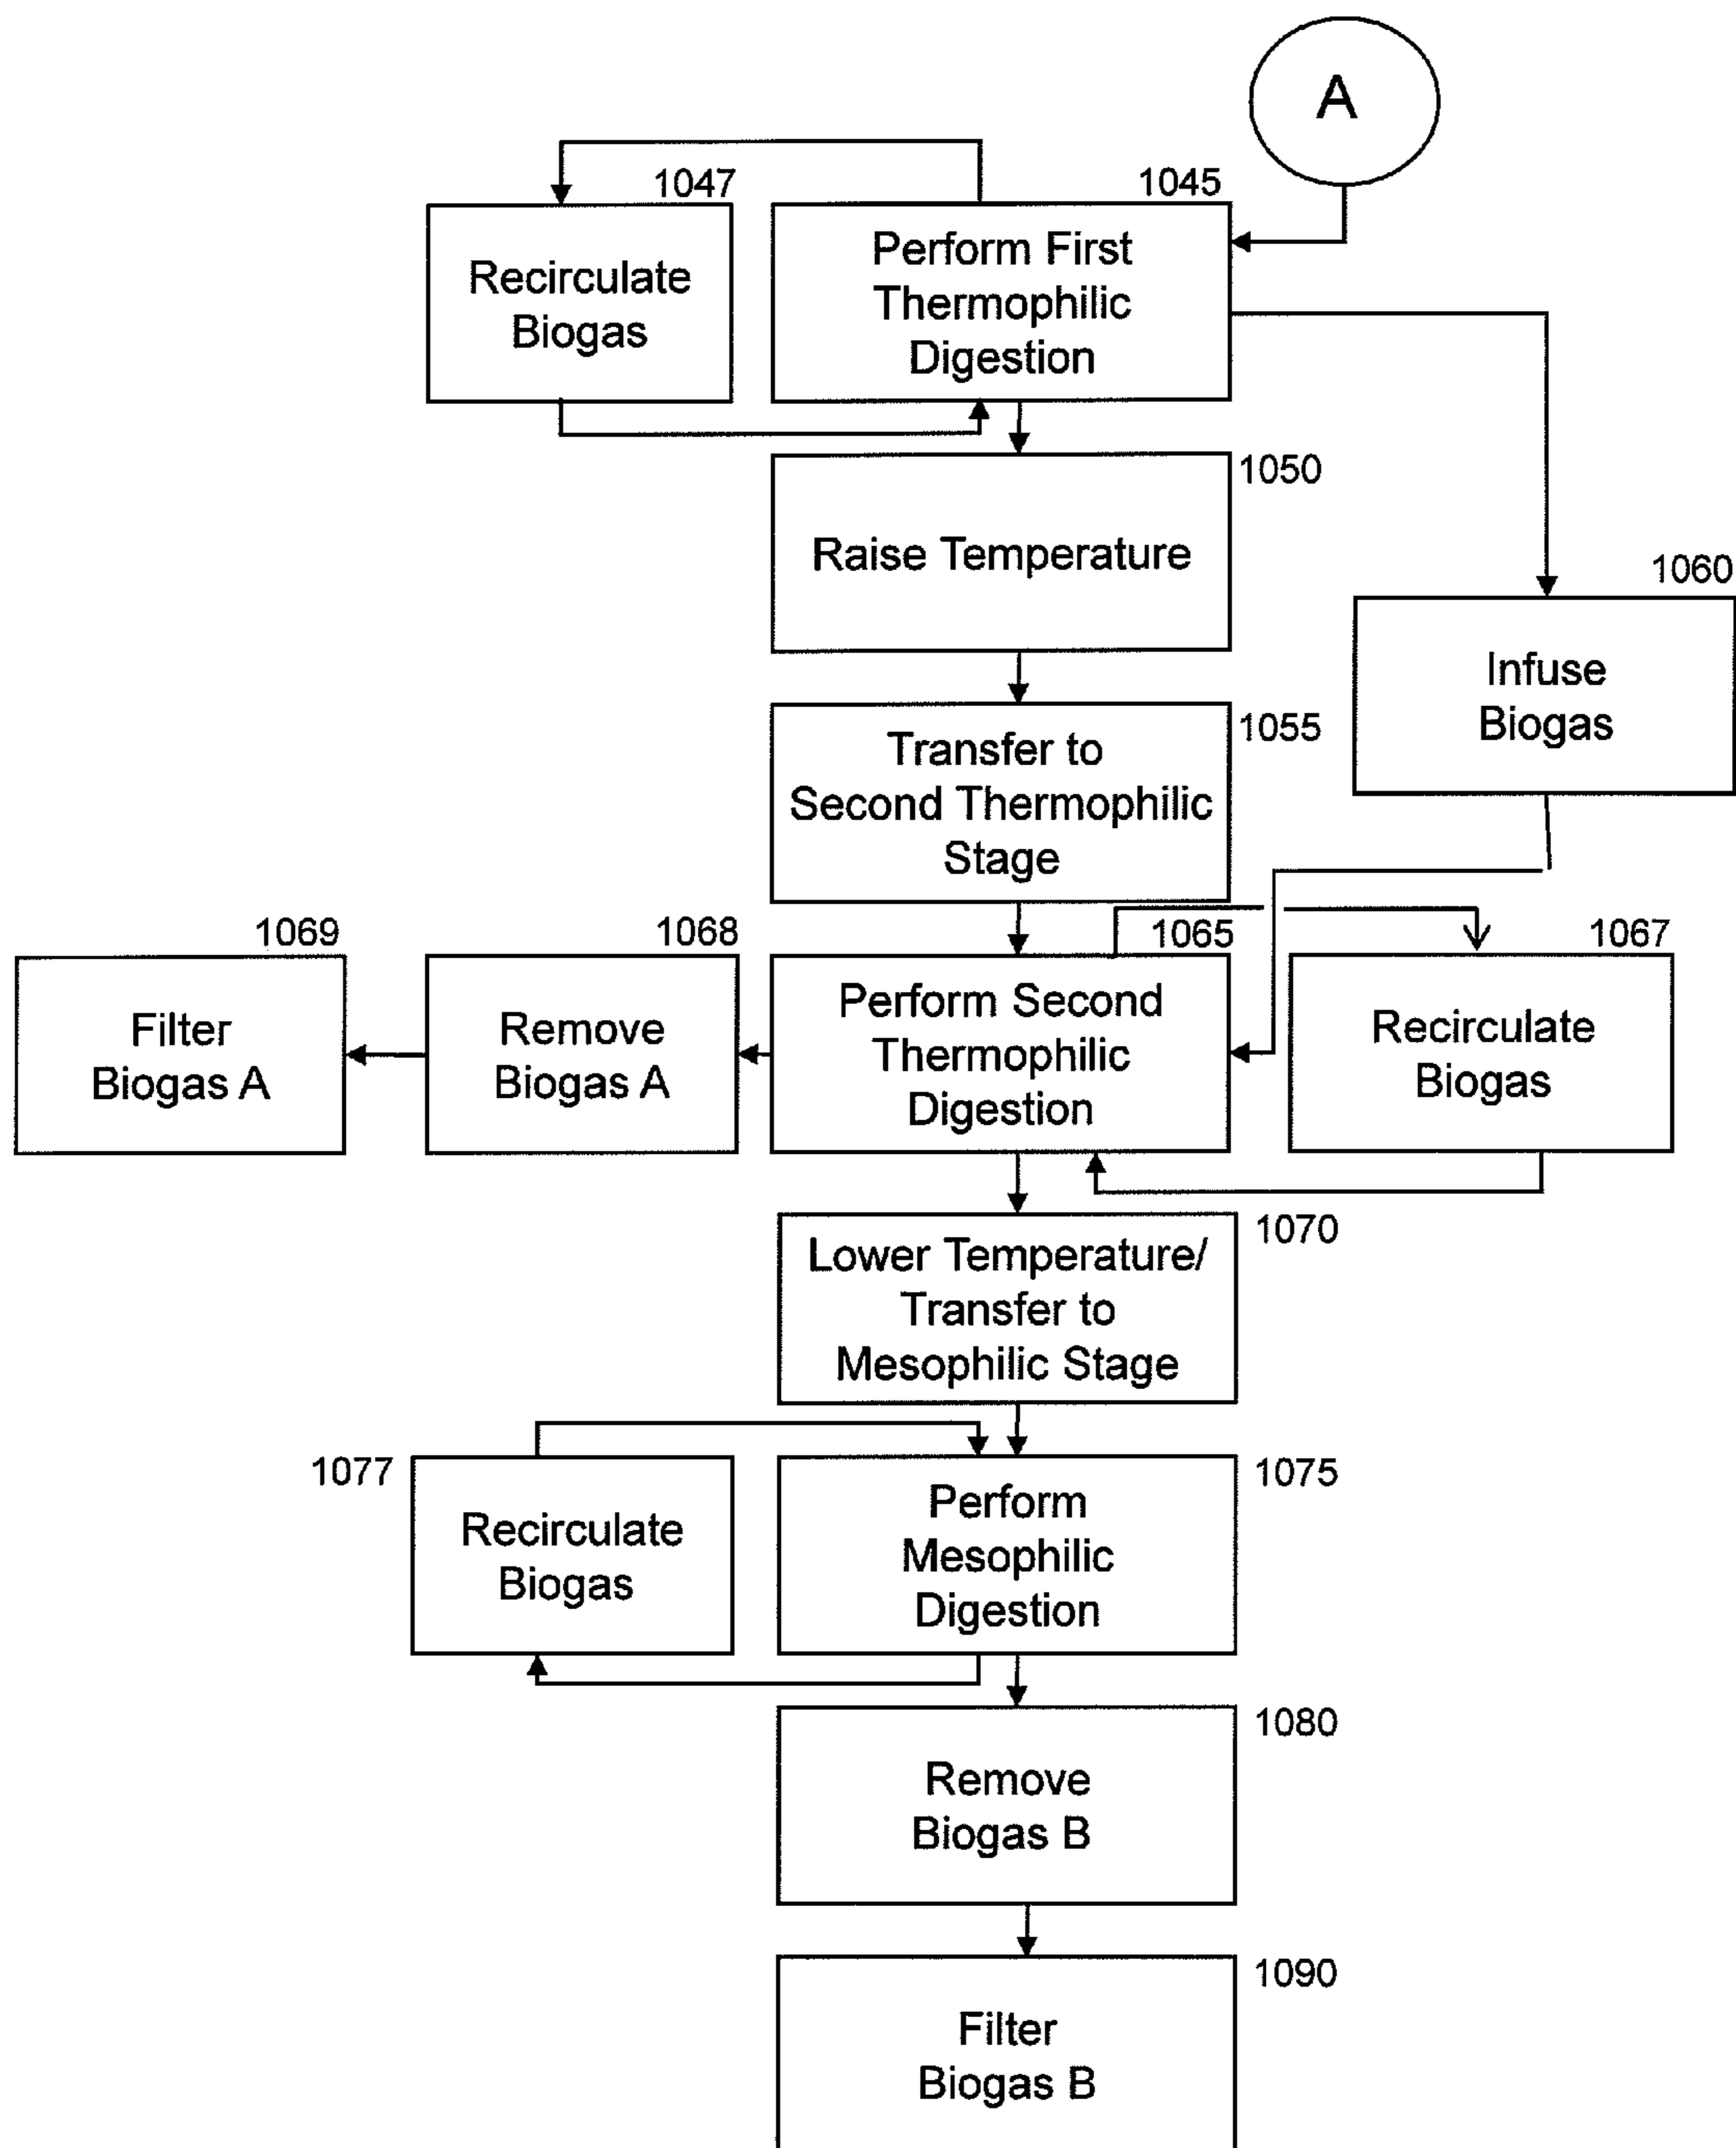 A
1047
Recirculate
Biogas
1045
Perform First
Thermophilic
Digestion
1050
Raise Temperature
1060
Infuse
Biogas
1055
Transfer to
Second Thermophilic
Stage
1069
Filter
Biogas A
1068
Remove
Biogas A
1065
Perform Second
Thermophilic
Digestion
1067
Recirculate
Biogas
1070
Lower Temperature/
Transfer to
Mesophilic Stage
1077
Recirculate
Biogas
1075
Perform
Mesophilic
Digestion
1080
Remove
Biogas B
1090
Filter
Biogas B